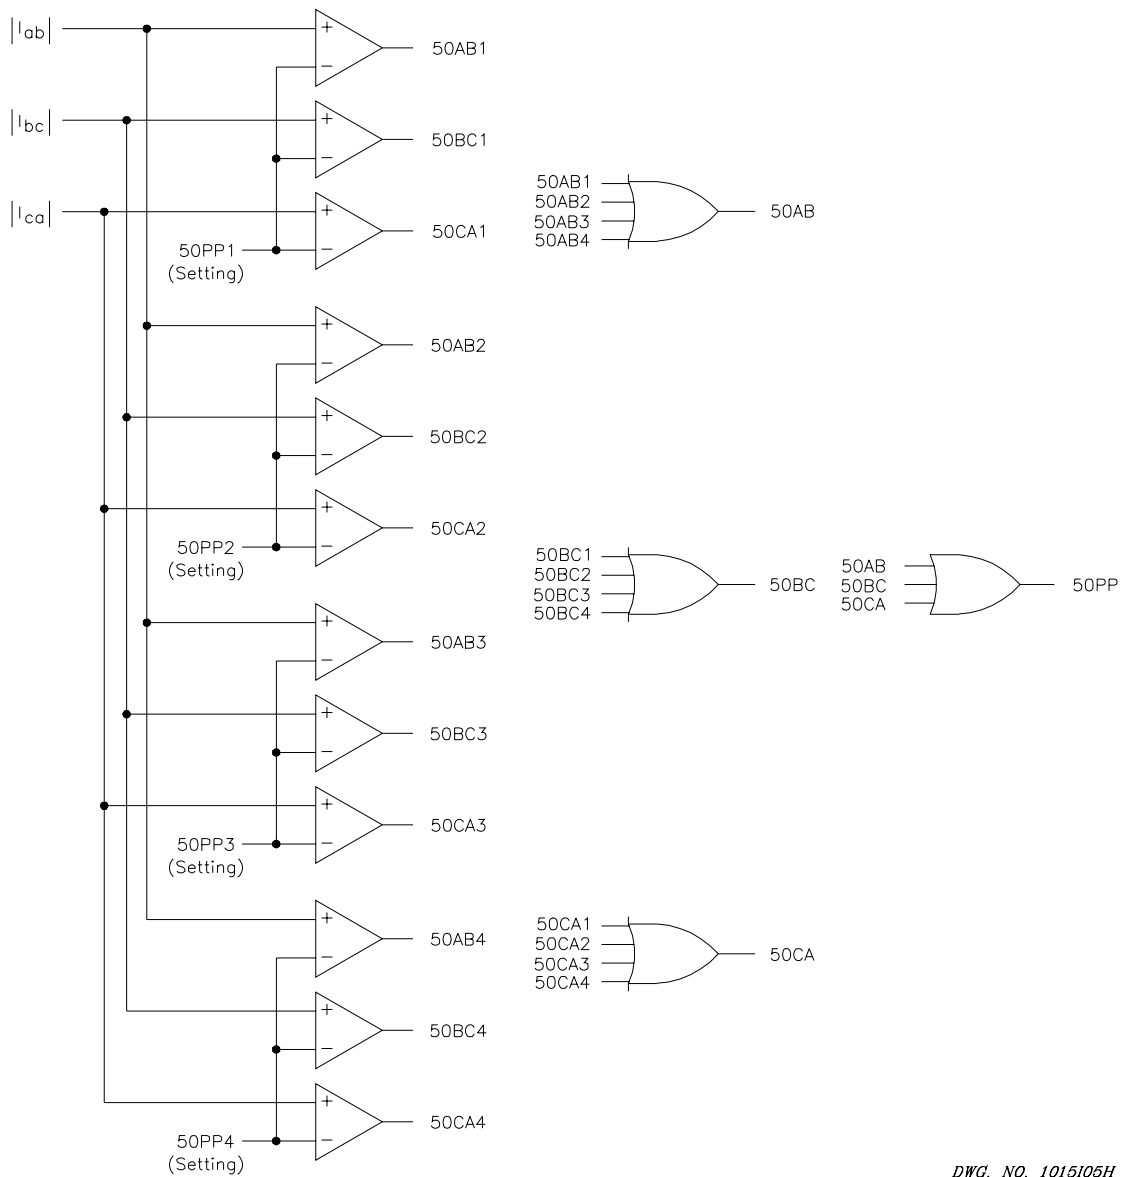 |Iab|
+
−
50AB1
|Ibc|
+
−
50BC1
|Ica|
+
−
50CA1
50PP1
(Setting)
+
−
50AB2
+
−
50BC2
+
−
50CA2
50PP2
(Setting)
+
−
50AB3
+
−
50BC3
+
−
50CA3
50PP3
(Setting)
+
−
50AB4
+
−
50BC4
+
−
50CA4
50PP4
(Setting)
50AB1
50AB2
50AB3
50AB4
50AB
50BC1
50BC2
50BC3
50BC4
50BC
50CA1
50CA2
50CA3
50CA4
50CA
50AB
50BC
50CA
50PP
DWG. NO. 1015I05H